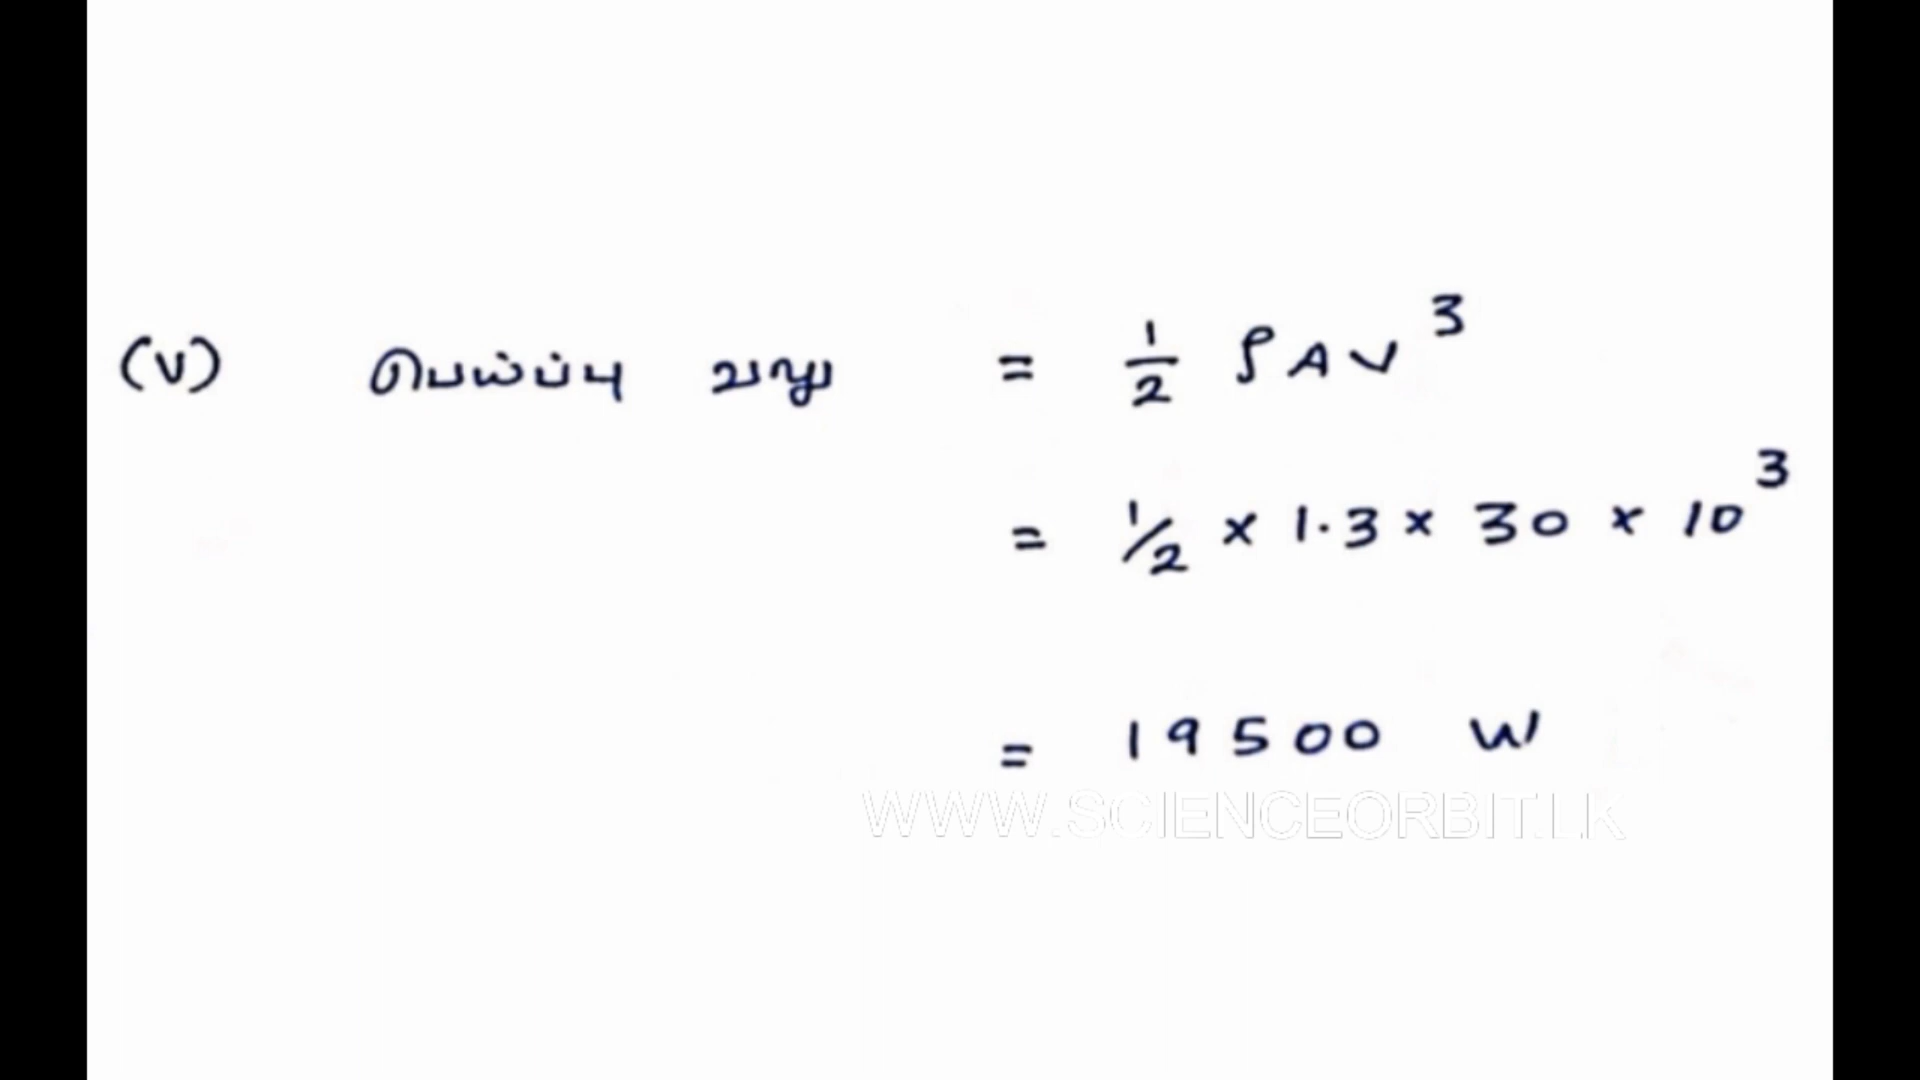 (V) பெய்ப்பு வலு = 1/2 ρAV³
= 1/2 × 1.3 × 30 × 10³
= 19500 W
WWW.SCIENCEORBIT.LK